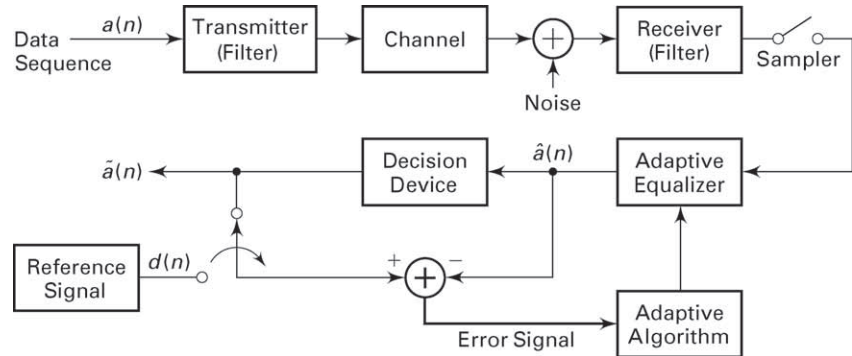 Data
Sequence
a(n)
Transmitter
(Filter)
Channel
+
Noise
Receiver
(Filter)
Sampler
ã(n)
Decision
Device
â(n)
Adaptive
Equalizer
Reference
Signal
d(n)
+
+
−
Error Signal
Adaptive
Algorithm